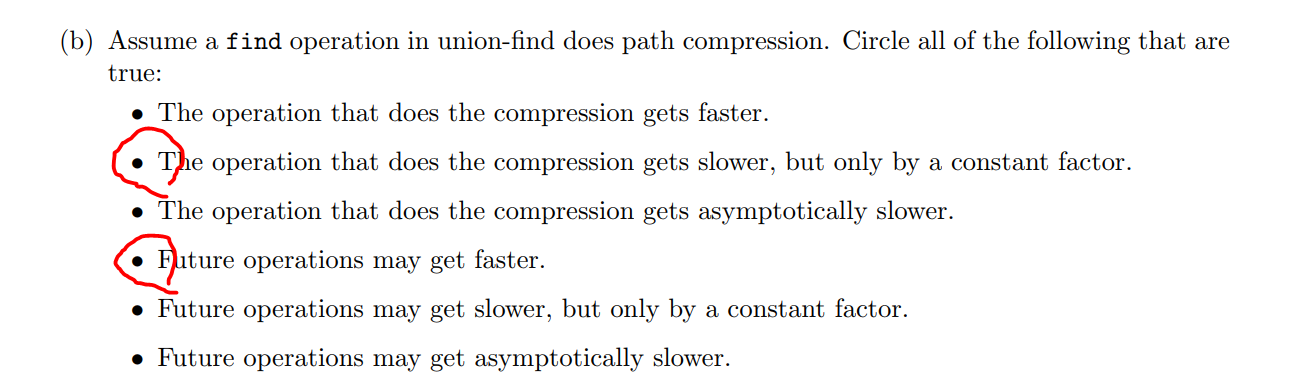 (b) Assume a find operation in union-find does path compression. Circle all of the following that are
true:
• The operation that does the compression gets faster.
• The operation that does the compression gets slower, but only by a constant factor.
• The operation that does the compression gets asymptotically slower.
• Future operations may get faster.
• Future operations may get slower, but only by a constant factor.
• Future operations may get asymptotically slower.